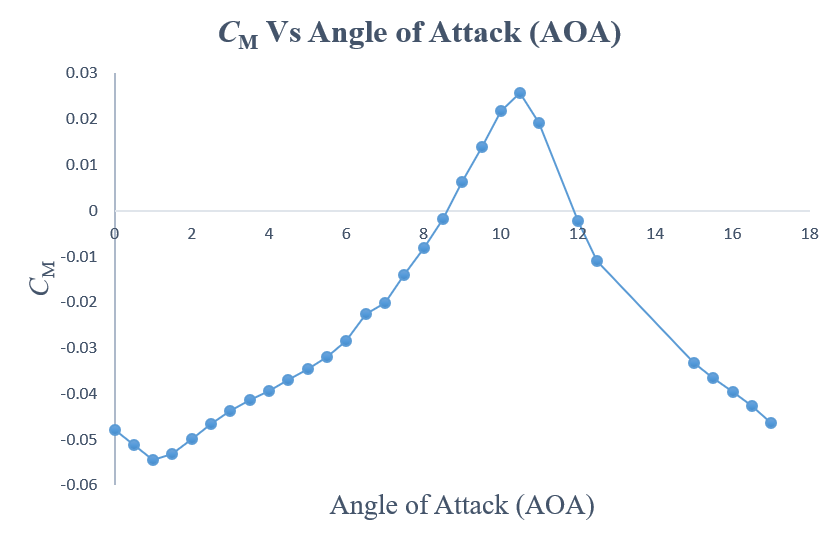 CM Vs Angle of Attack (AOA)
0.03
0.02
0.01
0
0 2 4 6 8 10 12 14 16 18
-0.01
CM
-0.02
-0.03
-0.04
-0.05
-0.06
Angle of Attack (AOA)